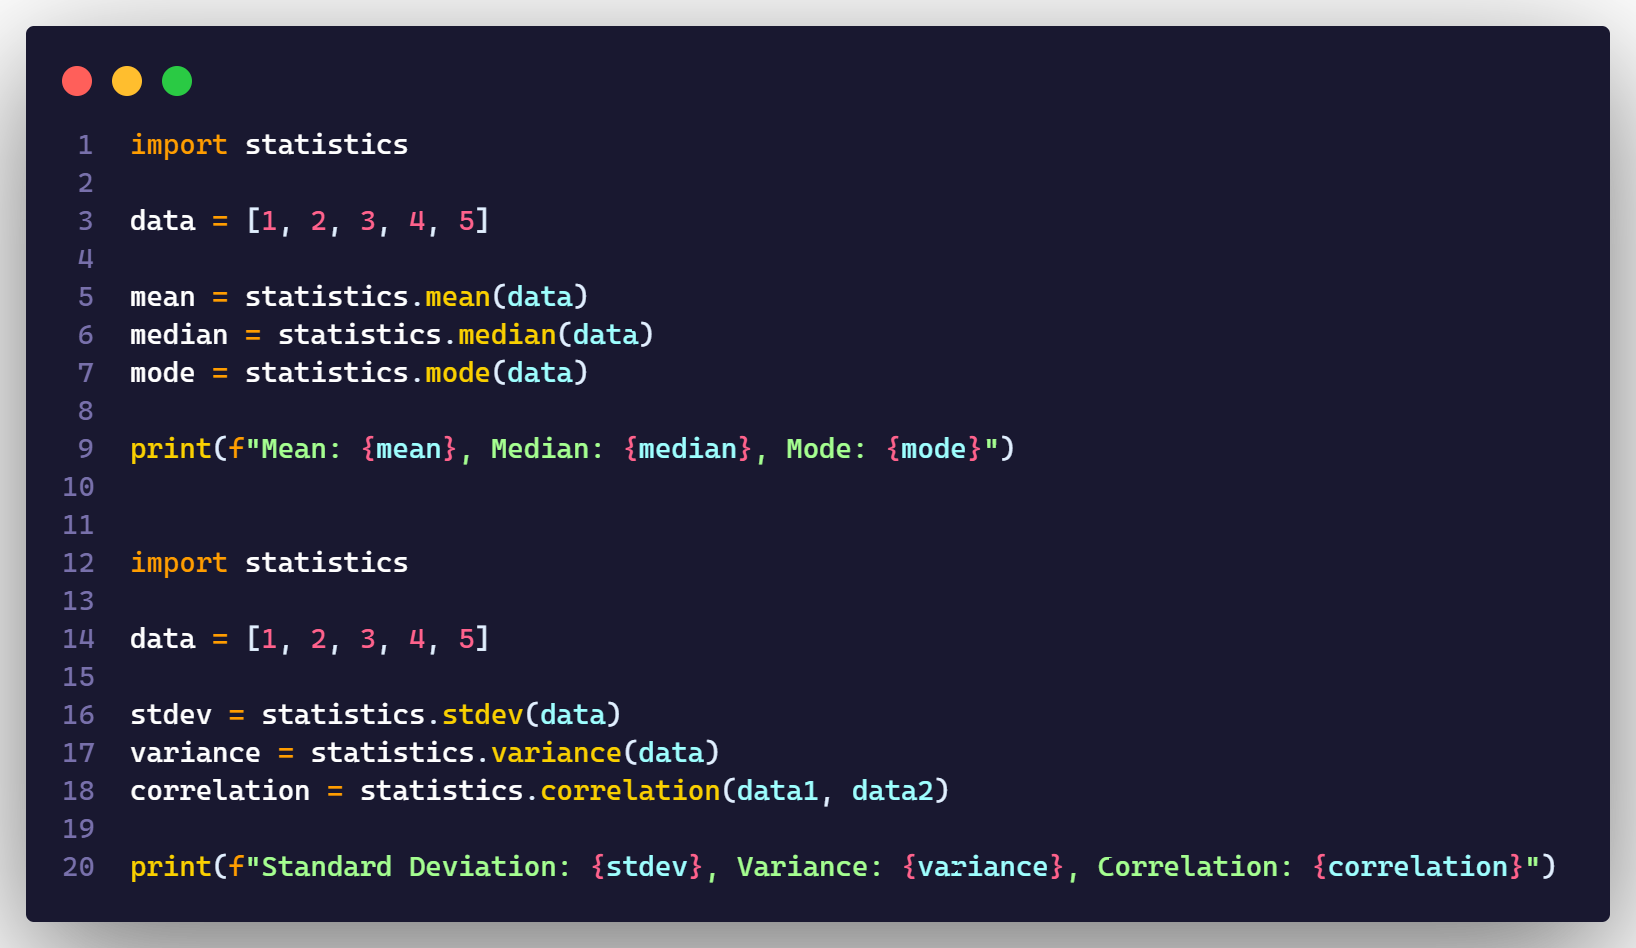 1 import statistics
2
3 data = [1, 2, 3, 4, 5]
4
5 mean = statistics.mean(data)
6 median = statistics.median(data)
7 mode = statistics.mode(data)
8
9 print(f"Mean: {mean}, Median: {median}, Mode: {mode}")
10
11
12 import statistics
13
14 data = [1, 2, 3, 4, 5]
15
16 stdev = statistics.stdev(data)
17 variance = statistics.variance(data)
18 correlation = statistics.correlation(data1, data2)
19
20 print(f"Standard Deviation: {stdev}, Variance: {variance}, Correlation: {correlation}")